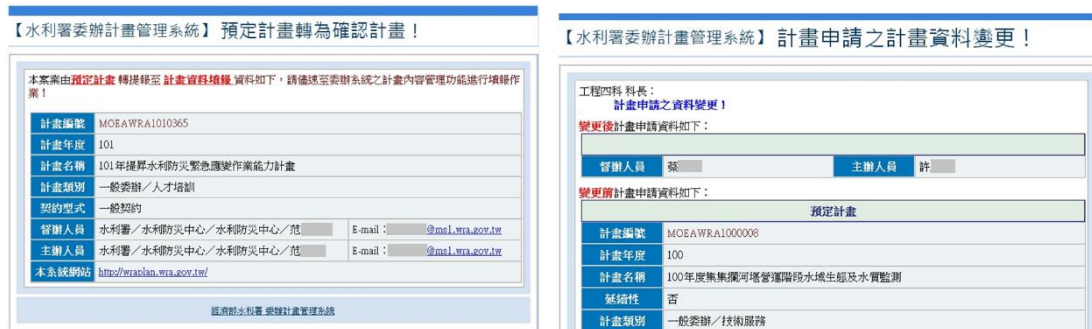 【水利署委辦計畫管理系統】預定計畫轉為確認計畫！
本案業由預定計畫 轉提報至 計畫資料填報 資料如下，請儘速至委辦系統之計畫內容管理功能進行填報作
業！
計畫編號 MOEAWRA1010365
計畫年度 101
計畫名稱 101年提昇水利防災緊急應變作業能力計畫
計畫類別 一般委辦／人才培訓
契約型式 一般契約
督辦人員 水利署／水利防災中心／水利防災中心／范 E-mail： @ms1.wra.gov.tw
主辦人員 水利署／水利防災中心／水利防災中心／范 E-mail： @ms1.wra.gov.tw
本系統網站 http://wraplan.wra.gov.tw/
經濟部水利署 委辦計畫管理系統
【水利署委辦計畫管理系統】計畫申請之計畫資料變更！
工程四科 科長：
計畫申請之資料變更！
變更後計畫申請資料如下：
督辦人員 蔡 主辦人員 許
變更前計畫申請資料如下：
預定計畫
計畫編號 MOEAWRA1000008
計畫年度 100
計畫名稱 100年度集集攔河堰營運階段水域生態及水質監測
延續性 否
計畫類別 一般委辦／技術服務